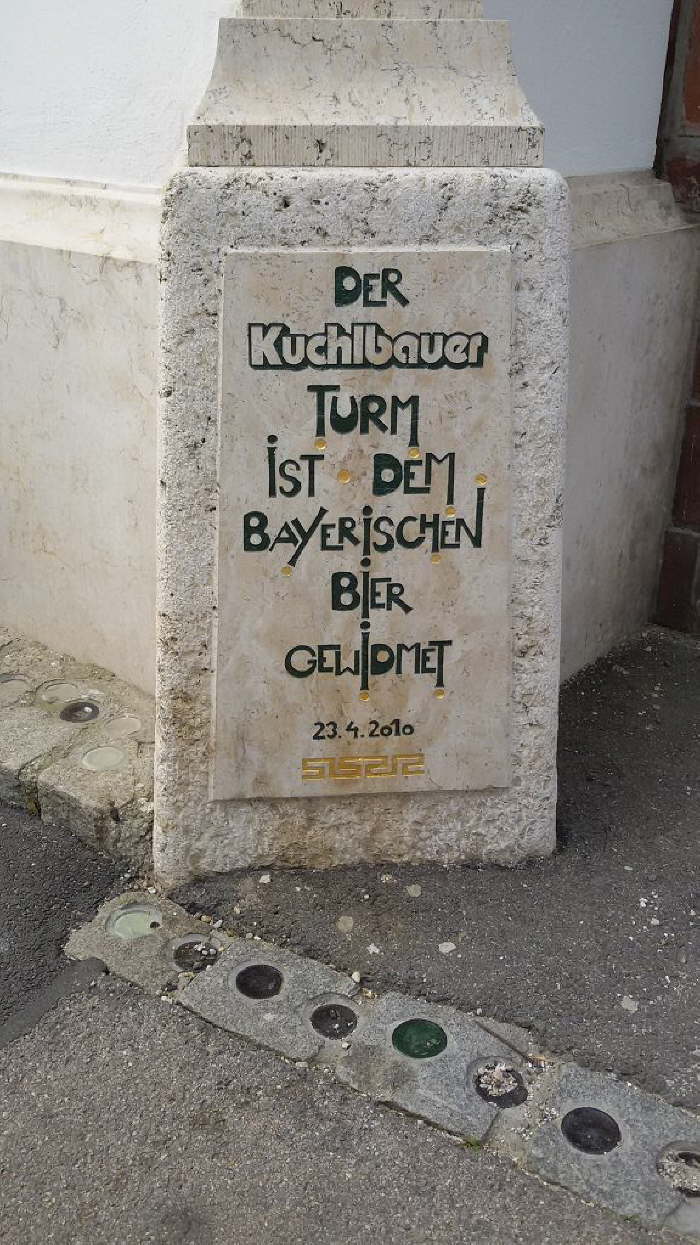 DER
Kuchlbauer
TURM
IST DEM
BAYERISCHEN
BIER
GEWIDMET
23.4.2010